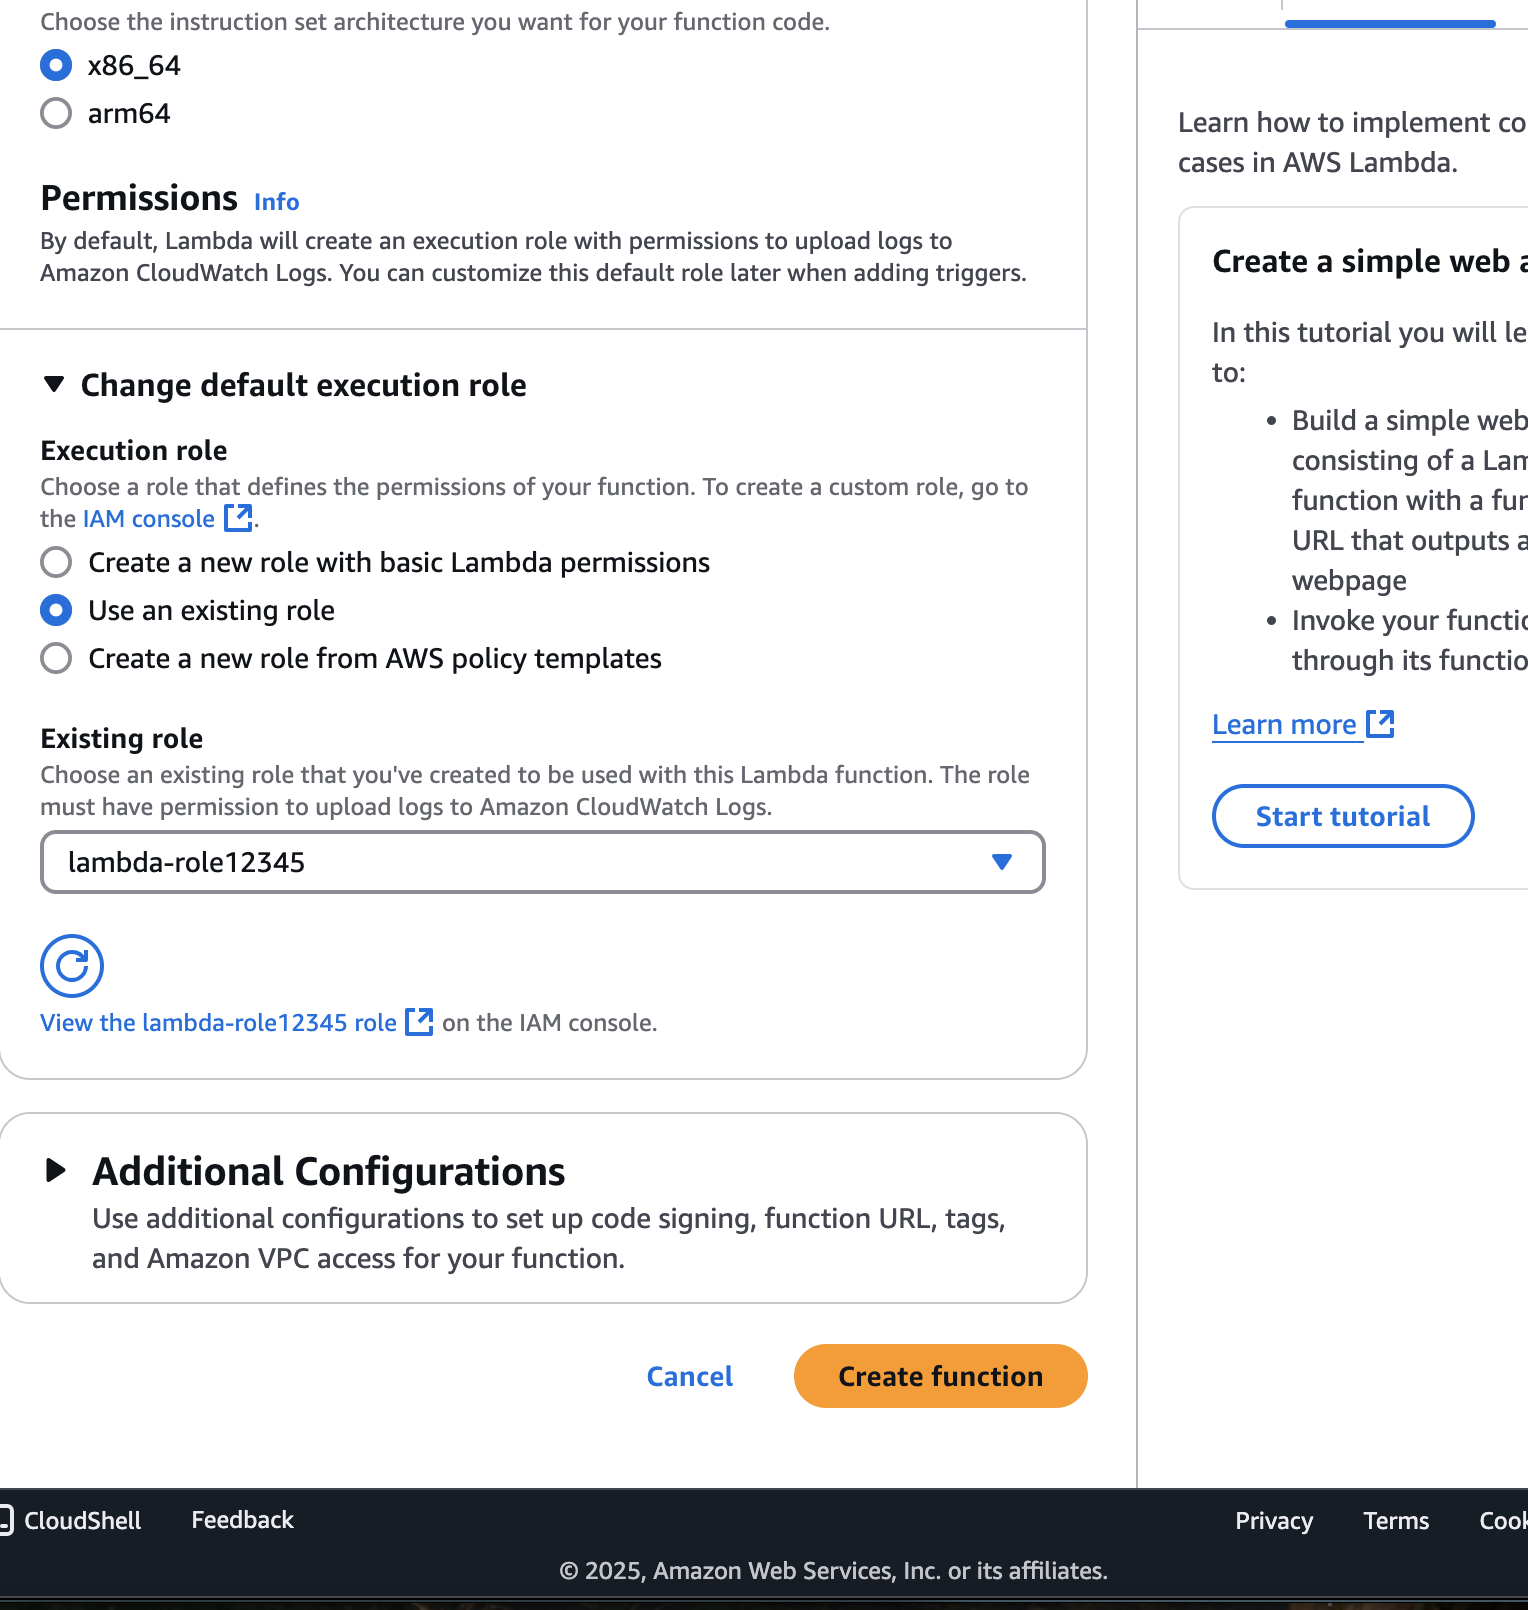 Choose the instruction set architecture you want for your function code.
x86_64
arm64
Permissions Info
By default, Lambda will create an execution role with permissions to upload logs to
Amazon CloudWatch Logs. You can customize this default role later when adding triggers.
Change default execution role
Execution role
Choose a role that defines the permissions of your function. To create a custom role, go to
the IAM console .
Create a new role with basic Lambda permissions
Use an existing role
Create a new role from AWS policy templates
Existing role
Choose an existing role that you've created to be used with this Lambda function. The role
must have permission to upload logs to Amazon CloudWatch Logs.
lambda-role12345
View the lambda-role12345 role on the IAM console.
Additional Configurations
Use additional configurations to set up code signing, function URL, tags,
and Amazon VPC access for your function.
Cancel
Create function
Learn how to implement co
cases in AWS Lambda.
Create a simple web a
In this tutorial you will le
to:
• Build a simple web
consisting of a Lam
function with a fun
URL that outputs a
webpage
• Invoke your functio
through its functio
Learn more
Start tutorial
CloudShell
Feedback
Privacy
Terms
Cook
© 2025, Amazon Web Services, Inc. or its affiliates.